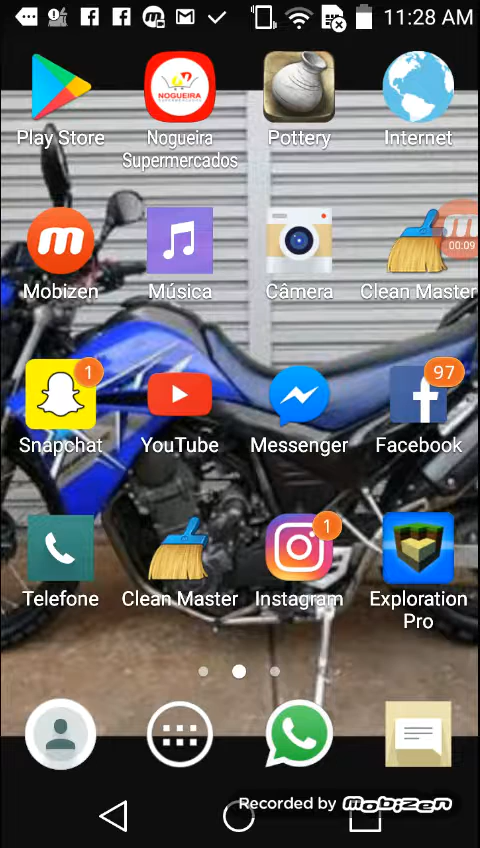 11:28 AM
Play Store
Nogueira
Supermercados
Pottery
Internet
NOGUEIRA
SUPERMERCADOS
Mobizen
Música
Câmera
Clean Master
00:09
1
97
Snapchat
YouTube
Messenger
Facebook
1
Telefone
Clean Master
Instagram
Exploration
Pro
Recorded by Mobizen